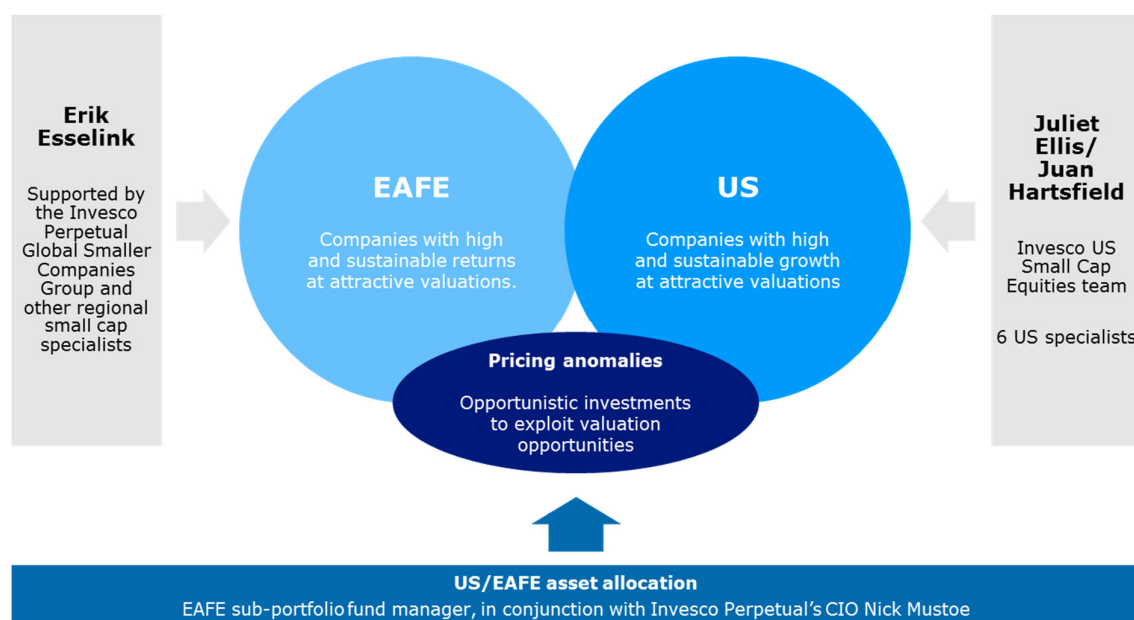 Erik
Esselink
Supported by
the Invesco
Perpetual
Global Smaller
Companies
Group and
other regional
small cap
specialists
EAFE
Companies with high
and sustainable returns
at attractive valuations.
US
Companies with high
and sustainable growth
at attractive valuations
Juliet
Ellis/
Juan
Hartsfield
Invesco US
Small Cap
Equities team
6 US specialists
Pricing anomalies
Opportunistic investments
to exploit valuation
opportunities
US/EAFE asset allocation
EAFE sub-portfolio fund manager, in conjunction with Invesco Perpetual's CIO Nick Mustoe